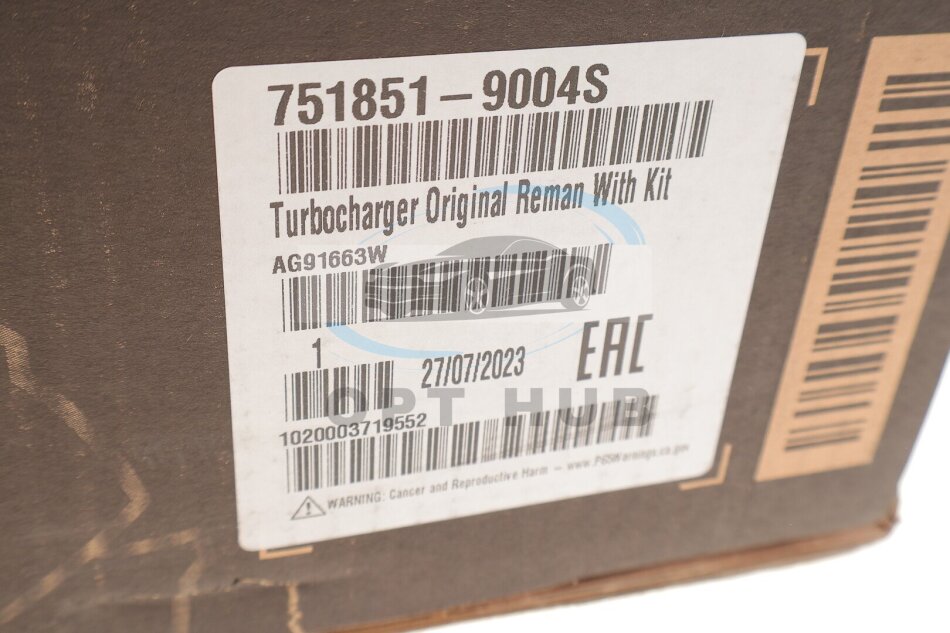 751851-9004S
Turbocharger Original Reman With Kit
AG91663W
1
27/07/2023
EAC
OPT HUB
1020003719552
WARNING: Cancer and Reproductive Harm - www.P65Warnings.ca.gov